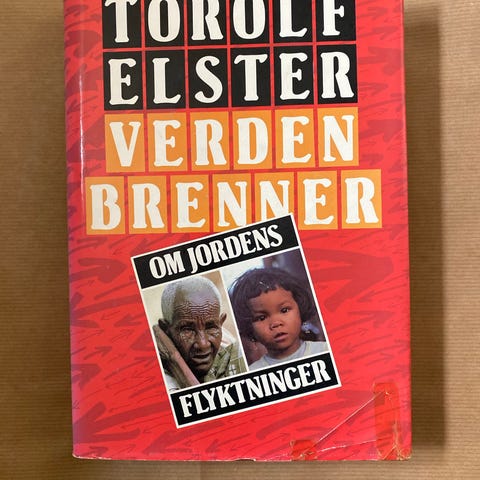 TOROLF
ELSTER
VERDEN
BRENNER
OM JORDENS
FLYKTNINGER